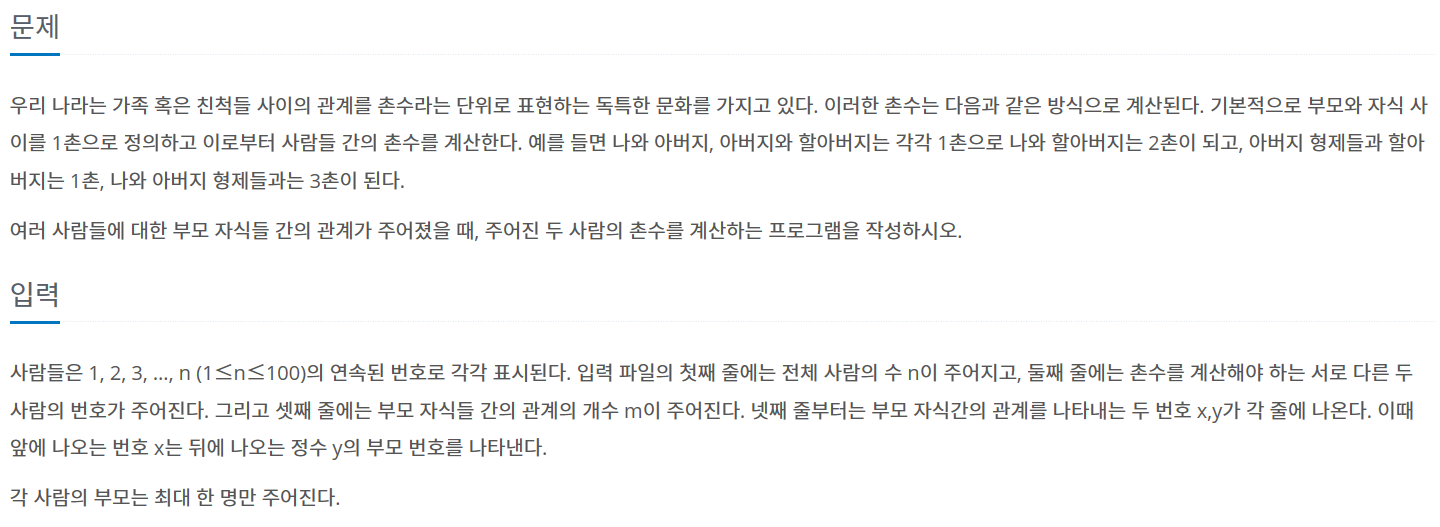 문제
우리 나라는 가족 혹은 친척들 사이의 관계를 촌수라는 단위로 표현하는 독특한 문화를 가지고 있다. 이러한 촌수는 다음과 같은 방식으로 계산된다. 기본적으로 부모와 자식 사
이를 1촌으로 정의하고 이로부터 사람들 간의 촌수를 계산한다. 예를 들면 나와 아버지, 아버지와 할아버지는 각각 1촌으로 나와 할아버지는 2촌이 되고, 아버지 형제들과 할아
버지는 1촌, 나와 아버지 형제들과는 3촌이 된다.
여러 사람들에 대한 부모 자식들 간의 관계가 주어졌을 때, 주어진 두 사람의 촌수를 계산하는 프로그램을 작성하시오.
입력
사람들은 1, 2, 3, …, n (1≤n≤100)의 연속된 번호로 각각 표시된다. 입력 파일의 첫째 줄에는 전체 사람의 수 n이 주어지고, 둘째 줄에는 촌수를 계산해야 하는 서로 다른 두
사람의 번호가 주어진다. 그리고 셋째 줄에는 부모 자식들 간의 관계의 개수 m이 주어진다. 넷째 줄부터는 부모 자식간의 관계를 나타내는 두 번호 x,y가 각 줄에 나온다. 이때
앞에 나오는 번호 x는 뒤에 나오는 정수 y의 부모 번호를 나타낸다.
각 사람의 부모는 최대 한 명만 주어진다.